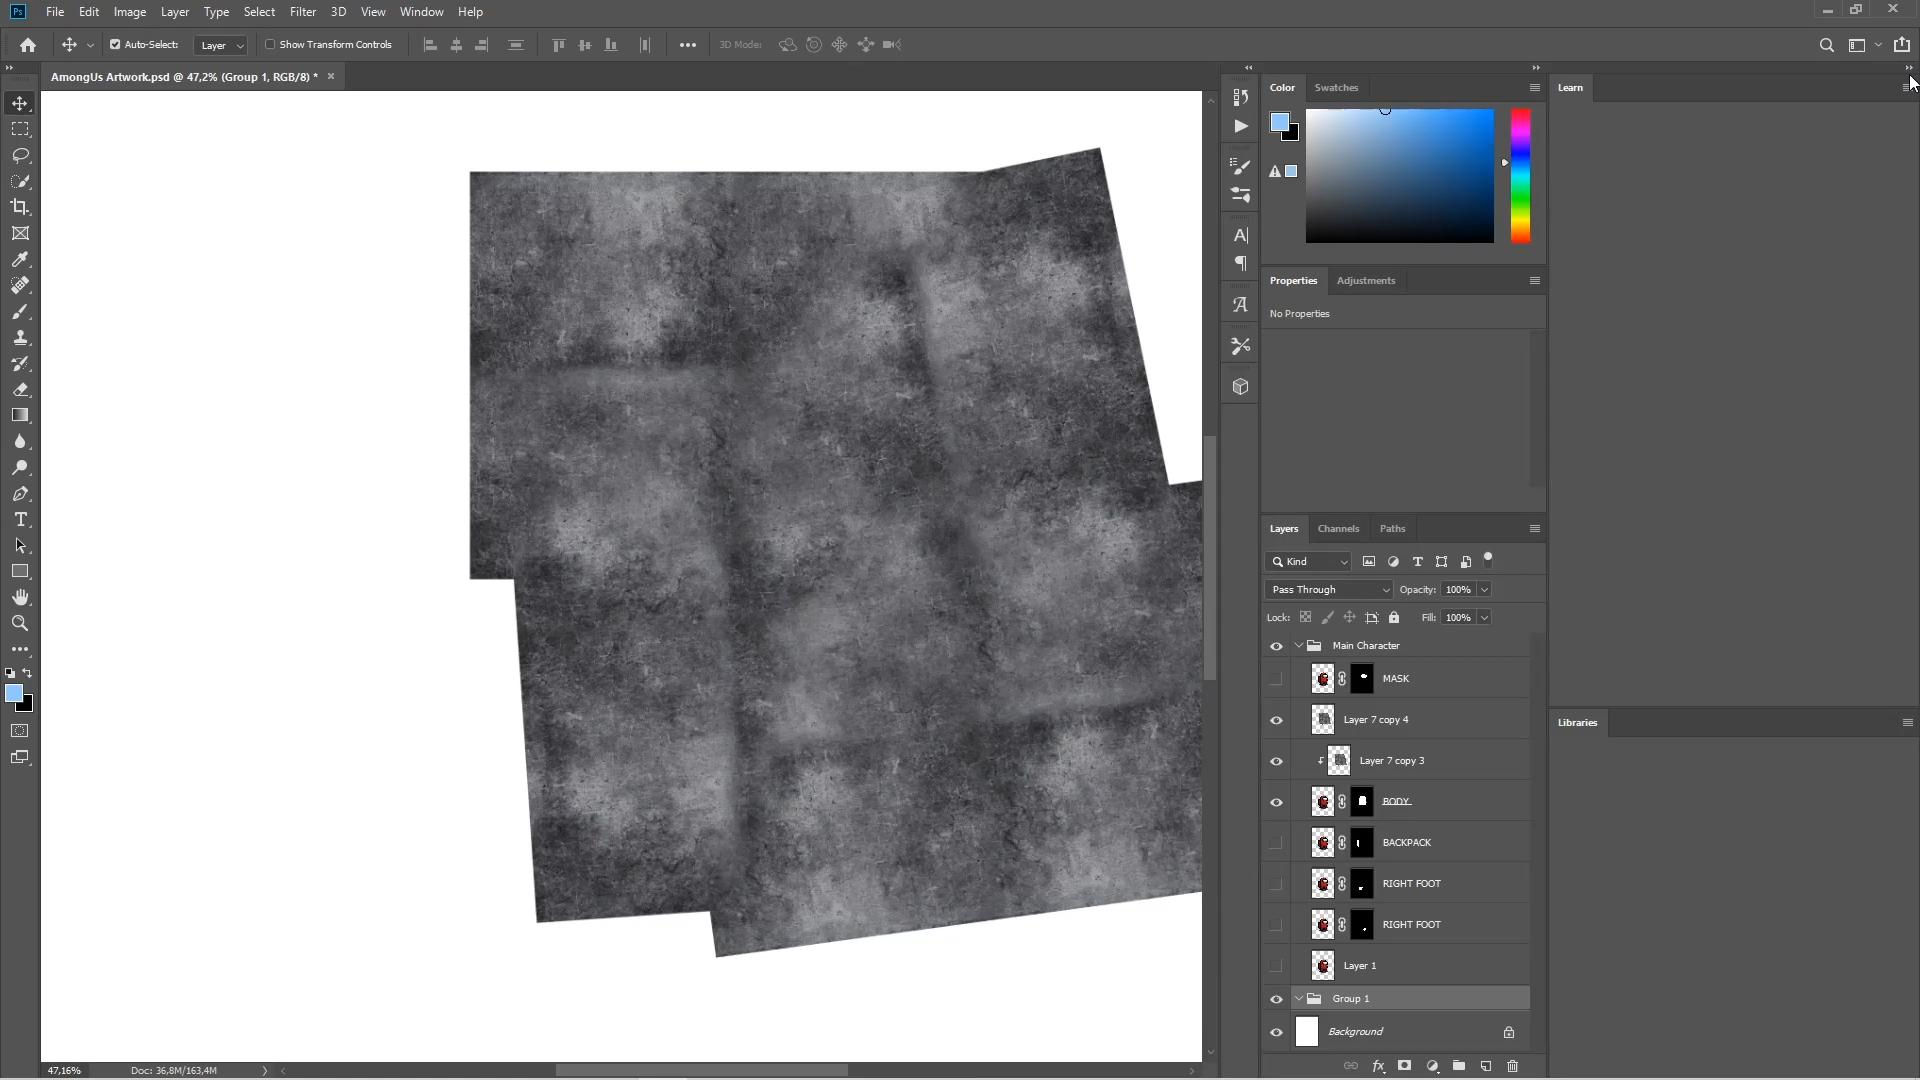 Ps File Edit Image Layer Type Select Filter 3D View Window Help
Auto-Select: Layer Show Transform Controls 3D Mode:
AmongUs Artwork.psd @ 47,2% (Group 1, RGB/8) *
Color Swatches
Learn
Properties Adjustments
No Properties
Layers Channels Paths
Kind
Pass Through Opacity: 100%
Lock: Fill: 100%
Main Character
MASK
Layer 7 copy 4
Layer 7 copy 3
BODY
BACKPACK
RIGHT FOOT
RIGHT FOOT
Layer 1
Group 1
Background
Libraries
47,16% Doc: 36,8M/163,4M